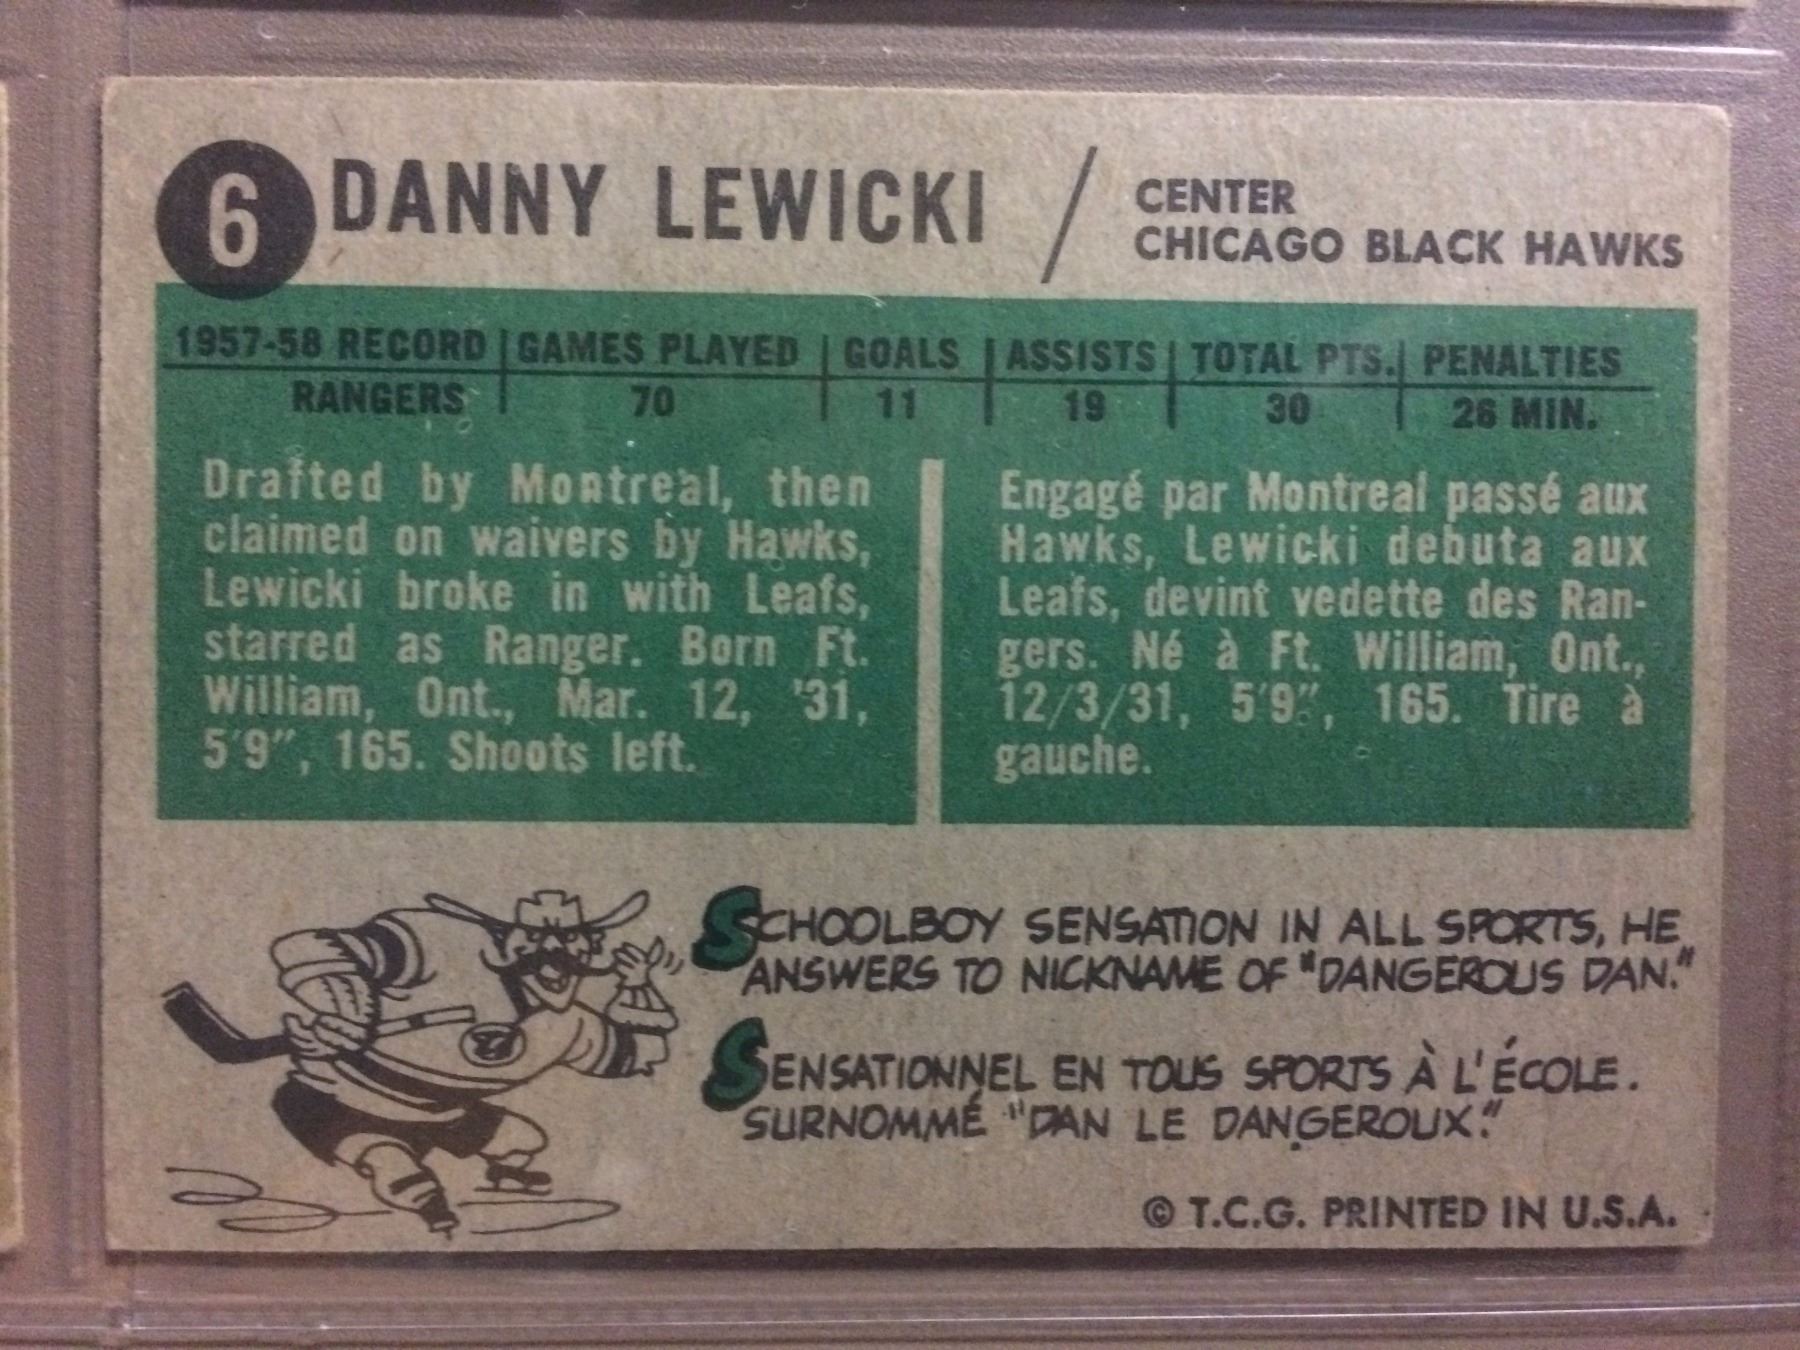 6 DANNY LEWICKI / CENTER
CHICAGO BLACK HAWKS
1957-58 RECORD GAMES PLAYED GOALS ASSISTS TOTAL PTS. PENALTIES
RANGERS 70 11 19 30 26 MIN.
Drafted by Montreal, then
claimed on waivers by Hawks,
Lewicki broke in with Leafs,
starred as Ranger. Born Ft.
William, Ont., Mar. 12, '31,
5'9", 165. Shoots left.
Engagé par Montreal passé aux
Hawks, Lewicki debuta aux
Leafs, devint vedette des Ran-
gers. Né à Ft. William, Ont.,
12/3/31, 5'9", 165. Tire à
gauche.
SCHOOLBOY SENSATION IN ALL SPORTS, HE
ANSWERS TO NICKNAME OF "DANGEROUS DAN."
SENSATIONNEL EN TOUS SPORTS À L'ÉCOLE.
SURNOMMÉ "DAN LE DANGEROUX."
© T.C.G. PRINTED IN U.S.A.